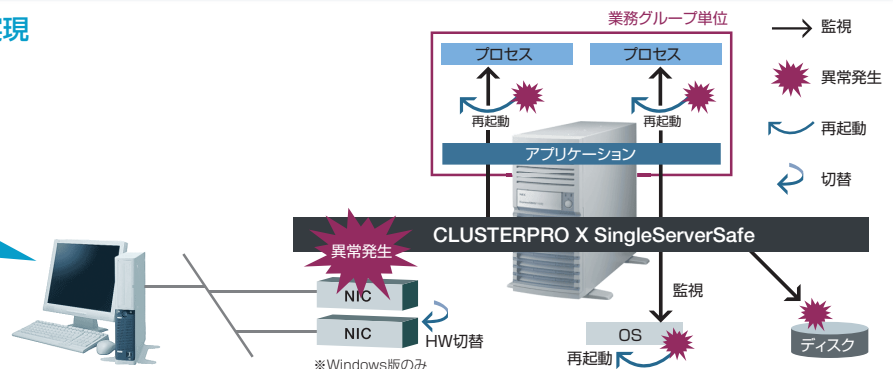 実現
業務グループ単位
監視
プロセス
プロセス
異常発生
再起動
再起動
再起動
アプリケーション
切替
CLUSTERPRO X SingleServerSafe
異常発生
NIC
監視
NIC
HW切替
OS
ディスク
再起動
※Windows版のみ